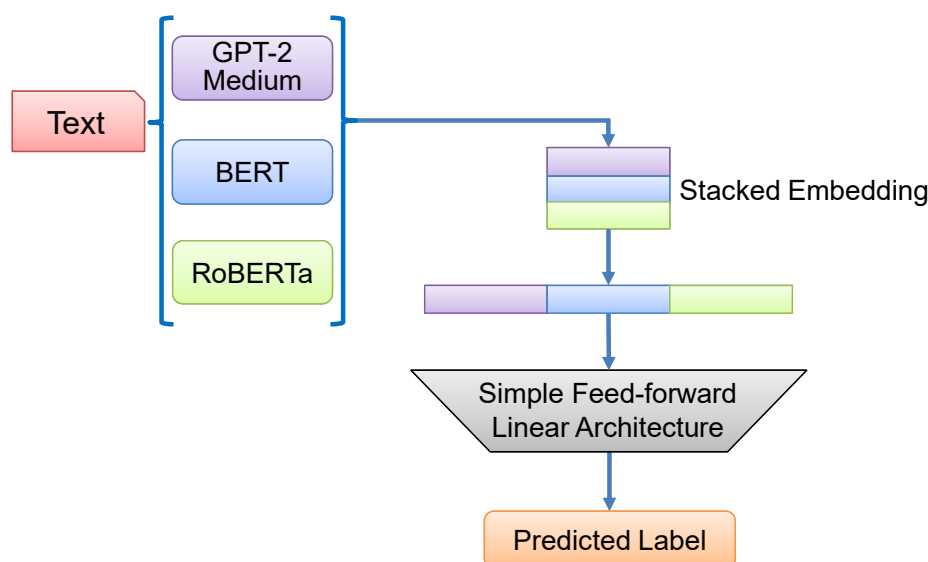 Text
GPT-2
Medium
BERT
RoBERTa
Stacked Embedding
Simple Feed-forward
Linear Architecture
Predicted Label